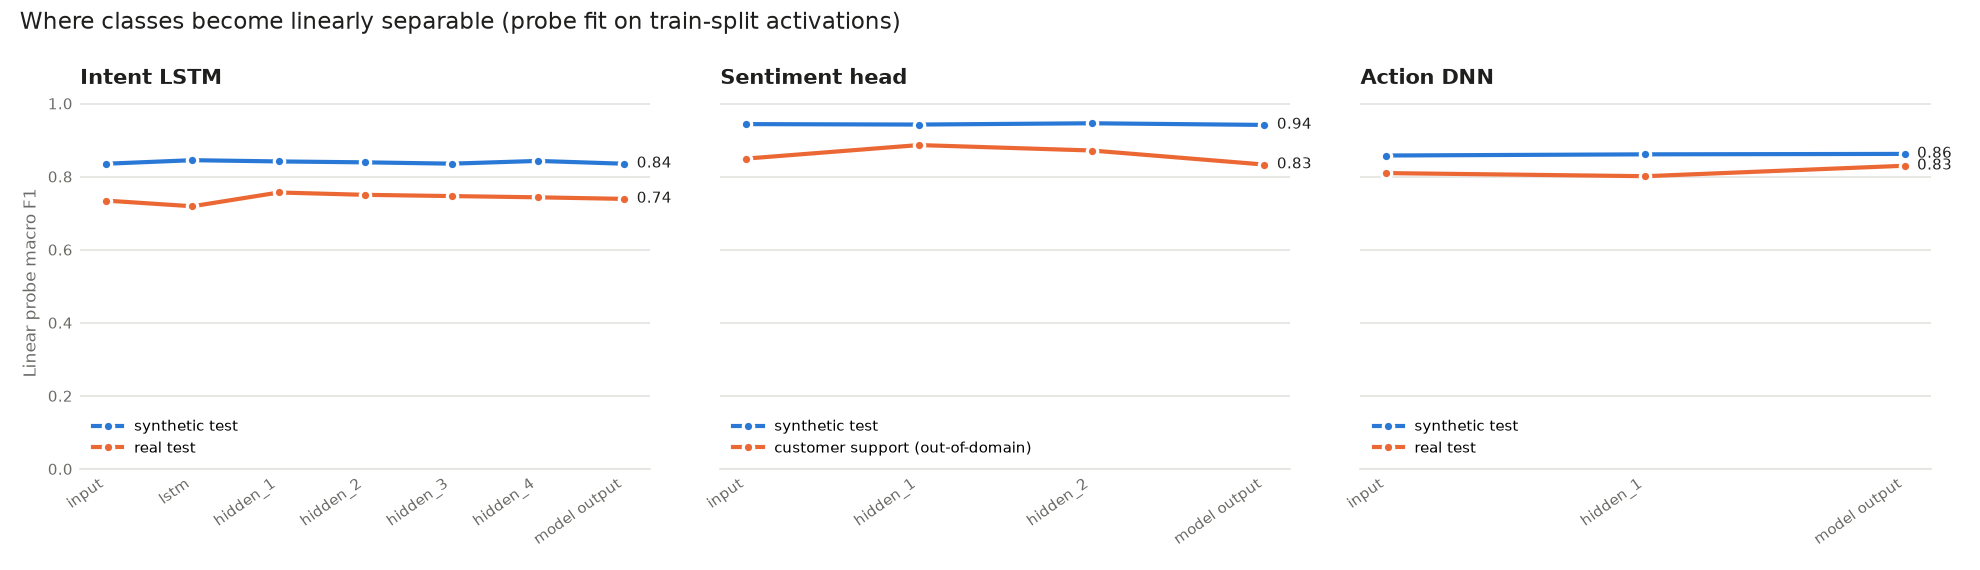 Where classes become linearly separable (probe fit on train-split activations)
Intent LSTM
Linear probe macro F1
1.0
0.8
0.6
0.4
0.2
0.0
0.84
0.74
synthetic test
real test
input
lstm
hidden_1
hidden_2
hidden_3
hidden_4
model output
Sentiment head
0.94
0.83
synthetic test
customer support (out-of-domain)
input
hidden_1
hidden_2
model output
Action DNN
0.86
0.83
synthetic test
real test
input
hidden_1
model output